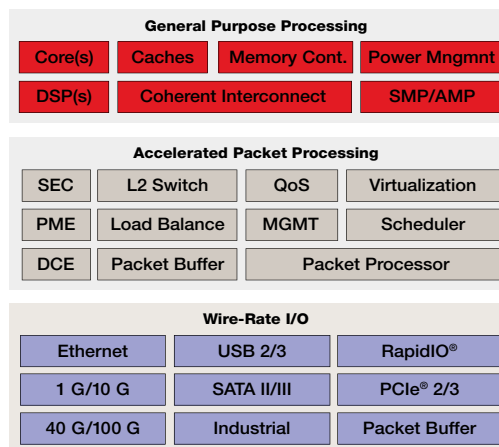 General Purpose Processing
Core(s) Caches Memory Cont. Power Mngmnt
DSP(s) Coherent Interconnect SMP/AMP
Accelerated Packet Processing
SEC L2 Switch QoS Virtualization
PME Load Balance MGMT Scheduler
DCE Packet Buffer Packet Processor
Wire-Rate I/O
Ethernet USB 2/3 RapidIO®
1 G/10 G SATA II/III PCIe® 2/3
40 G/100 G Industrial Packet Buffer